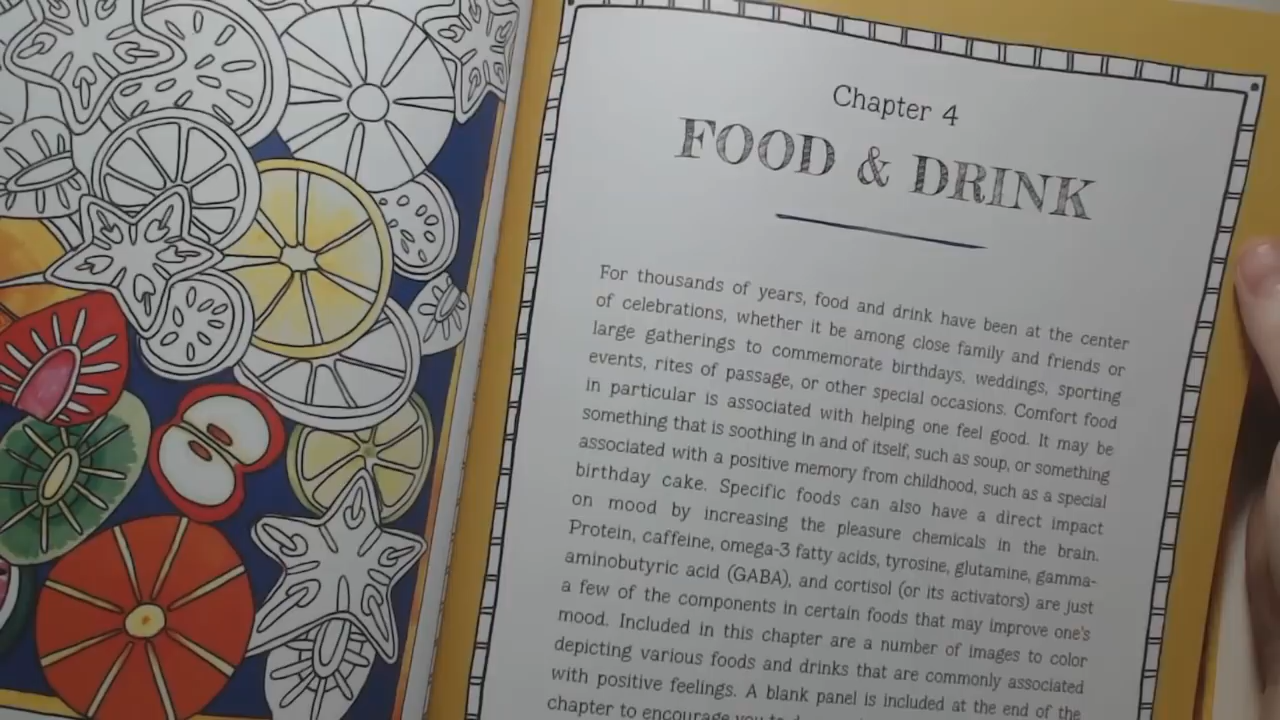 Chapter 4
FOOD & DRINK
For thousands of years, food and drink have been at the center
of celebrations, whether it be among close family and friends or
large gatherings to commemorate birthdays, weddings, sporting
events, rites of passage, or other special occasions. Comfort food
in particular is associated with helping one feel good. It may be
something that is soothing in and of itself, such as soup, or something
associated with a positive memory from childhood, such as a special
birthday cake. Specific foods can also have a direct impact
on mood by increasing the pleasure chemicals in the brain.
Protein, caffeine, omega-3 fatty acids, tyrosine, glutamine, gamma-
aminobutyric acid (GABA), and cortisol (or its activators) are just
a few of the components in certain foods that may improve one's
mood. Included in this chapter are a number of images to color
depicting various foods and drinks that are commonly associated
with positive feelings. A blank panel is included at the end of the
chapter to encourage you to